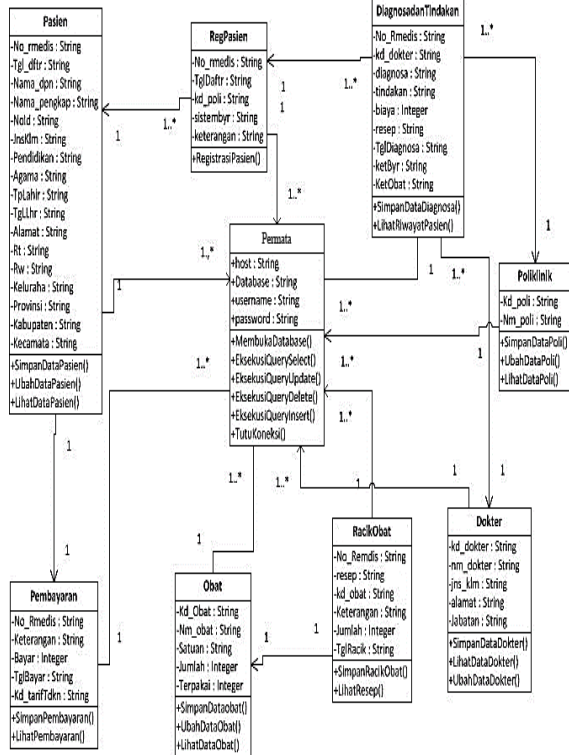 Pasien
-No_rmedis : String
-Tgl_dftr : String
-Nama_dpn : String
-Nama_pengkap : String
-NoId : String
-JnsKlm : String
-Pendidikan : String
-Agama : String
-TpLahir : String
-TgLLhr : String
-Alamat : String
-Rt : String
-Rw : String
-Keluraha : String
-Provinsi : String
-Kabupaten : String
-Kecamata : String
+SimpanDataPasien()
+UbahDataPasien()
+LihatDataPasien()
RegPasien
-No_rmedis : String
-TglDaftr : String
-kd_poli : String
-sistembyr : String
-keterangan : String
+RegistrasiPasien()
DiagnosadanTindakan
-No_Rmedis : String
-kd_dokter : String
-diagnosa : String
-tindakan : String
-biaya : Integer
-resep : String
-TglDiagnosa : String
-ketByr : String
-KetObat : String
+SimpanDataDiagnosa()
+LihatRiwayatPasien()
1..*
1
1..*
1
1
1..*
1..*
1
Permata
+host : String
+Database : String
+username : String
+password : String
+MembukaDatabase()
+EksekusiQuerySelect()
+EksekusiQueryUpdate()
+EksekusiQueryDelete()
+EksekusiQueryInsert()
+TutuKoneksi()
1..*
1
1
1..*
1..*
Poliklinik
-Kd_poli : String
-Nm_poli : String
+SimpanDataPoli()
+UbahDataPoli()
+LihatDataPoli()
1..*
1..*
1
1..*
1
1..*
1..*
1
1
1
1
Pembayaran
-No_Rmedis : String
-Keterangan : String
-Bayar : Integer
-TglBayar : String
-Kd_tarifTdkn : String
+SimpanPembayaran()
+LihatPembayaran()
1
1
Obat
-Kd_Obat : String
-Nm_obat : String
-Satuan : String
-Jumlah : Integer
-Terpakai : Integer
+SimpanDataobat()
+UbahDataObat()
+LihatDataObat()
1
1
RacikObat
-No_Remdis : String
-resep : String
-kd_obat : String
-Keterangan : String
-Jumlah : Integer
-TglRacik : String
+SimpanRacikObat()
+LihatResep()
Dokter
-kd_dokter : String
-nm_dokter : String
-jns_klm : String
-alamat : String
-Jabatan : String
+SimpanDataDokter()
+LihatDataDokter()
+UbahDataDokter()